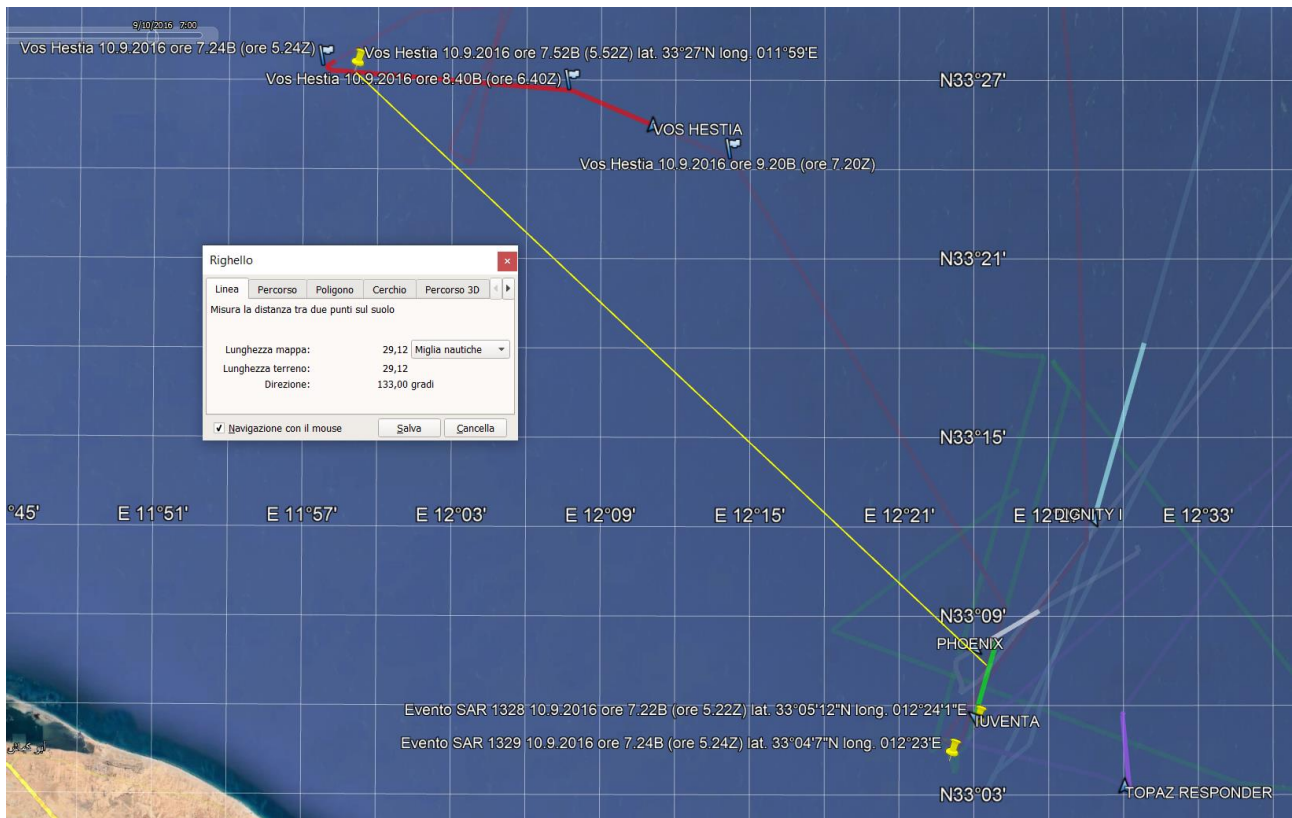 9/10/2016 7:00
Vos Hestia 10.9.2016 ore 7.24B (ore 5.24Z)
Vos Hestia 10.9.2016 ore 7.52B (5.52Z) lat. 33°27'N long. 011°59'E
Vos Hestia 10.9.2016 ore 8.40B (ore 6.40Z)
N33°27'
VOS HESTIA
Vos Hestia 10.9.2016 ore 9.20B (ore 7.20Z)
Righello
Linea Percorso Poligono Cerchio Percorso 3D
Misura la distanza tra due punti sul suolo
Lunghezza mappa: 29,12 Miglia nautiche
Lunghezza terreno: 29,12
Direzione: 133,00 gradi
Navigazione con il mouse Salva Cancella
N33°21'
N33°15'
°45' E 11°51' E 11°57' E 12°03' E 12°09' E 12°15' E 12°21' E 12°27' E 12°33'
DIGNITY I
N33°09'
PHOENIX
Evento SAR 1328 10.9.2016 ore 7.22B (ore 5.22Z) lat. 33°05'12"N long. 012°24'1"E
IUVENTA
Evento SAR 1329 10.9.2016 ore 7.24B (ore 5.24Z) lat. 33°04'7"N long. 012°23'E
أبو كماش
N33°03'
TOPAZ RESPONDER